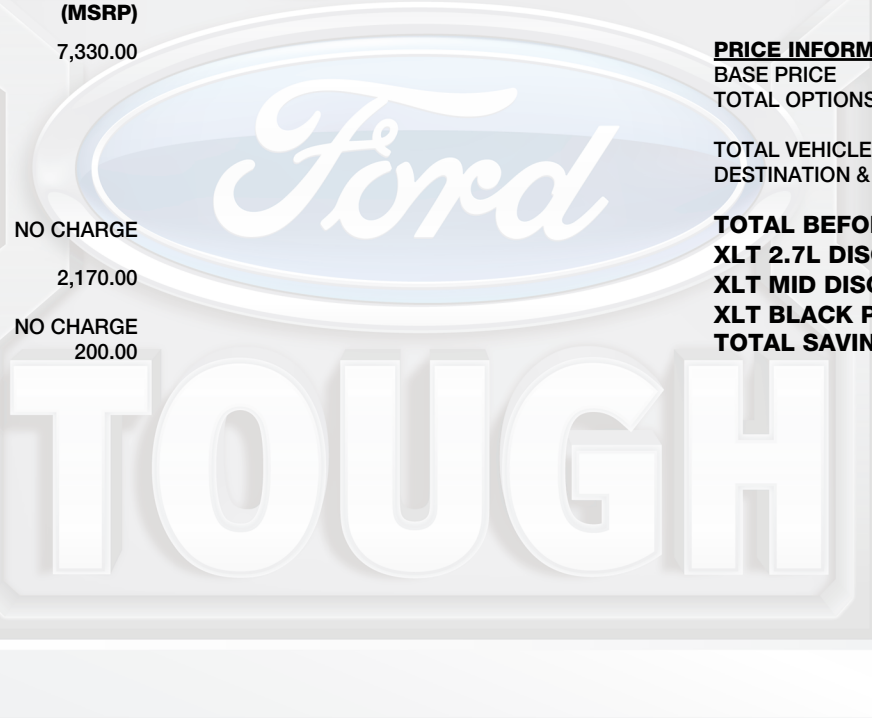 (MSRP)
7,330.00
NO CHARGE
2,170.00
NO CHARGE
200.00
PRICE INFORM
BASE PRICE
TOTAL OPTIONS
TOTAL VEHICLE
DESTINATION &
TOTAL BEFO
XLT 2.7L DIS
XLT MID DISC
XLT BLACK P
TOTAL SAVIN
Ford
TOUGH